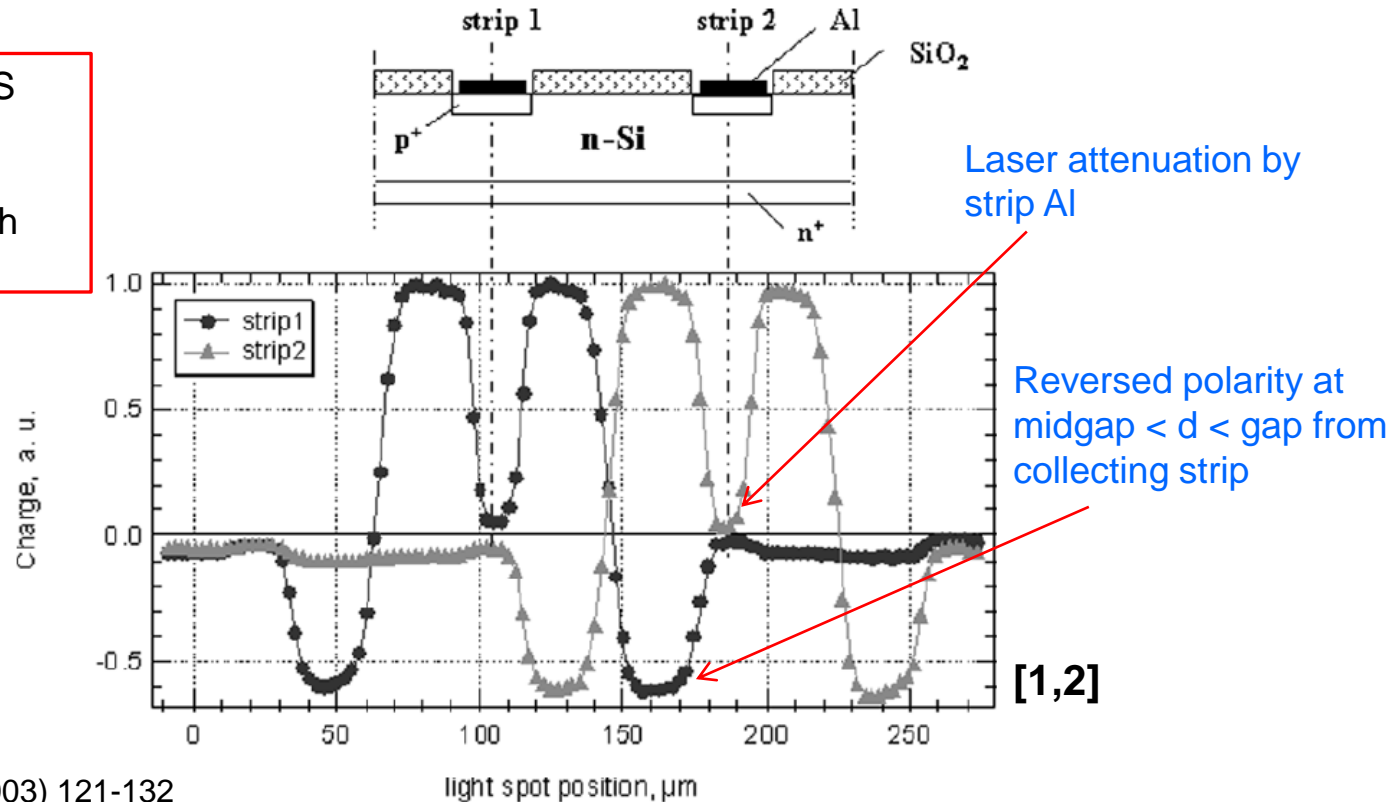 strip 1
strip 2
Al
SiO2
S
h
p+
n-Si
n+
Laser attenuation by
strip Al
Reversed polarity at
midgap < d < gap from
collecting strip
1.0
0.5
0.0
-0.5
Charge, a. u.
strip1
strip2
[1,2]
0
50
100
150
200
250
light spot position, µm
03) 121-132